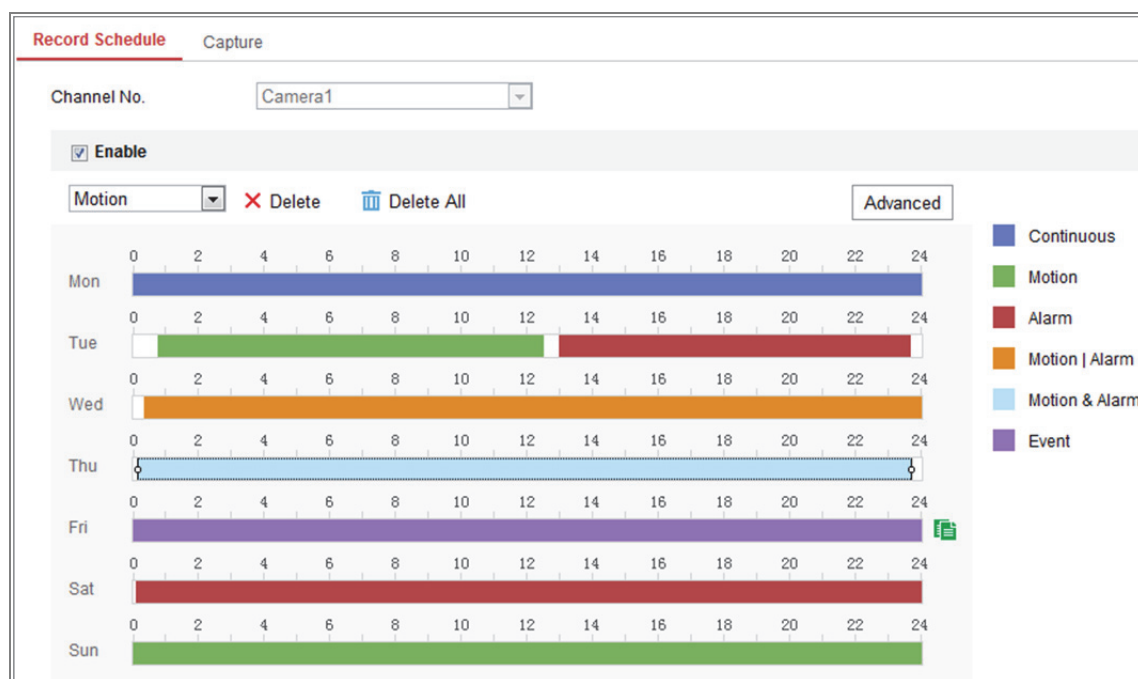 Record Schedule Capture
Channel No. Camera1
Enable
Motion Delete Delete All Advanced
Continuous
0 2 4 6 8 10 12 14 16 18 20 22 24
Mon
Motion
0 2 4 6 8 10 12 14 16 18 20 22 24
Alarm
Tue
Motion | Alarm
0 2 4 6 8 10 12 14 16 18 20 22 24
Wed
Motion & Alarm
0 2 4 6 8 10 12 14 16 18 20 22 24
Event
Thu
0 2 4 6 8 10 12 14 16 18 20 22 24
Fri
0 2 4 6 8 10 12 14 16 18 20 22 24
Sat
0 2 4 6 8 10 12 14 16 18 20 22 24
Sun